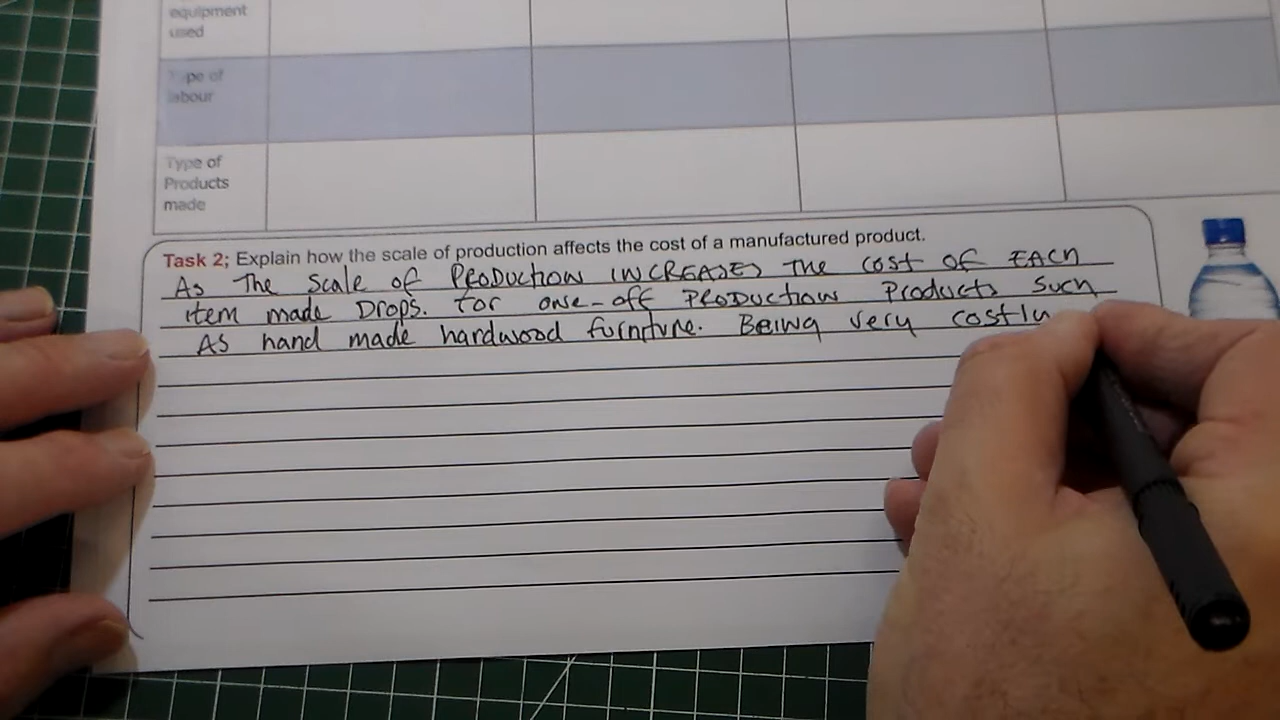 equipment
used
Type of
labour
Type of
Products
made
Task 2; Explain how the scale of production affects the cost of a manufactured product.
As The Scale of PRODUCTION INCREASES The cost of EACH
item made Drops. for one-off PRODUCTION Products Such
AS hand made hardwood furniture. Being very costly